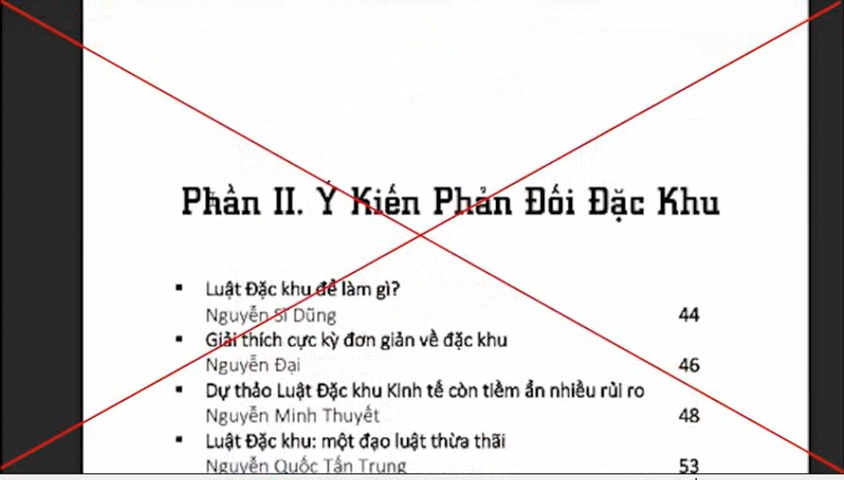 Phần II. Ý Kiến Phản Đối Đặc Khu
▪ Luật Đặc khu để làm gì?
Nguyễn Sĩ Dũng 44
▪ Giải thích cực kỳ đơn giản về đặc khu
Nguyễn Đại 46
▪ Dự thảo Luật Đặc khu Kinh tế còn tiềm ẩn nhiều rủi ro
Nguyễn Minh Thuyết 48
▪ Luật Đặc khu: một đạo luật thừa thãi
Nguyễn Quốc Tấn Trung 53